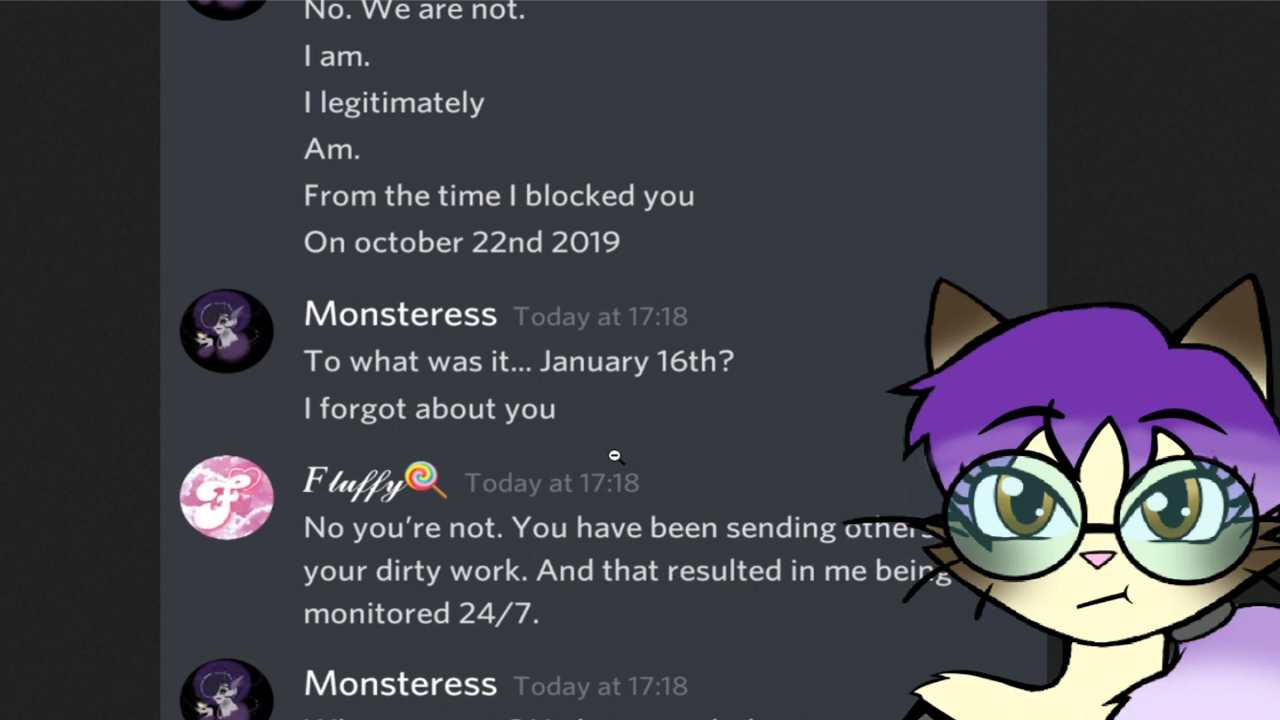 No. We are not.
I am.
I legitimately
Am.
From the time I blocked you
On october 22nd 2019
Monsteress Today at 17:18
To what was it... January 16th?
I forgot about you
Fluffy🍭 Today at 17:18
No you're not. You have been sending others
your dirty work. And that resulted in me being
monitored 24/7.
Monsteress Today at 17:18